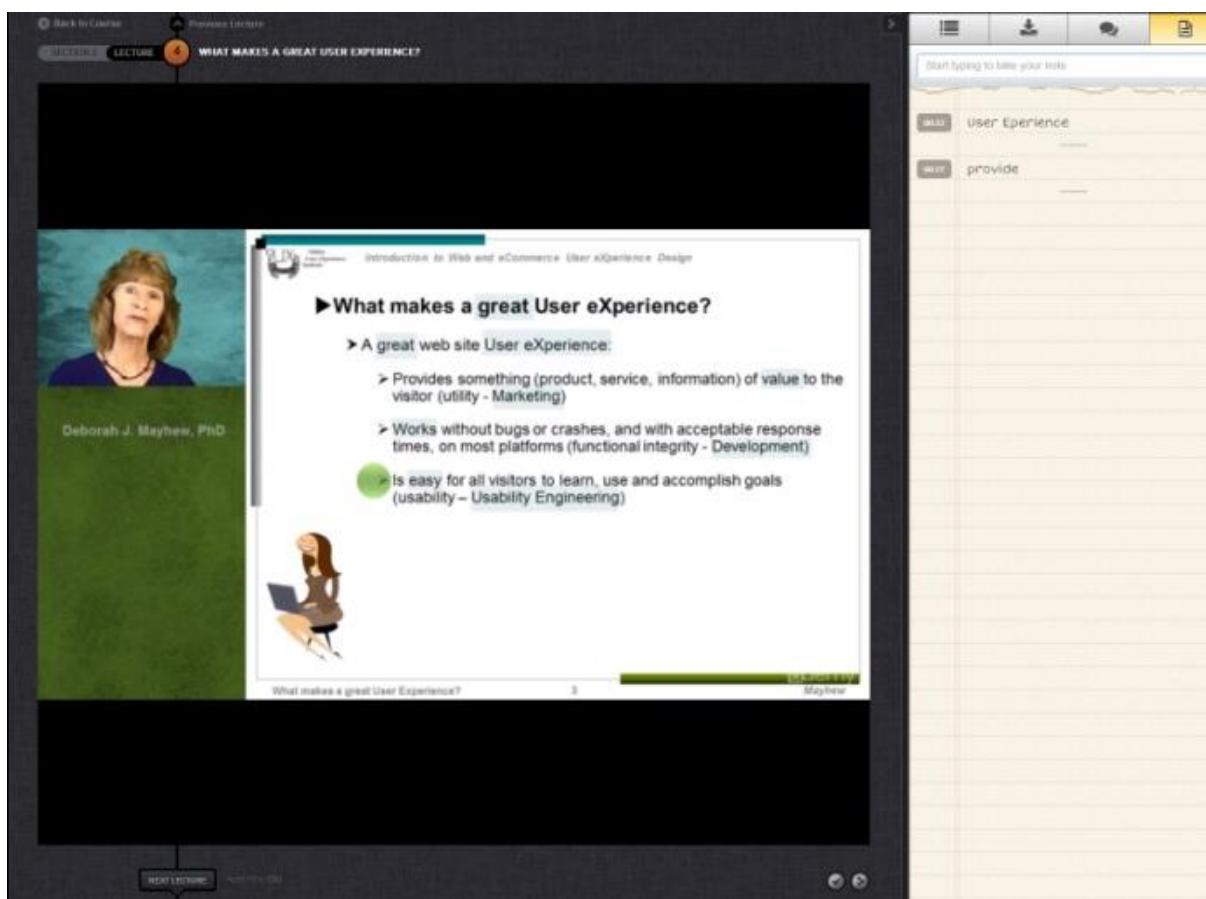 Back to Course
Previous Lecture
LECTURE 4 WHAT MAKES A GREAT USER EXPERIENCE?
Start typing to take your note
User Eperience
provide
Introduction to Web and eCommerce User eXperience Design
What makes a great User eXperience?
A great web site User eXperience:
Provides something (product, service, information) of value to the
visitor (utility - Marketing)
Works without bugs or crashes, and with acceptable response
times, on most platforms (functional integrity - Development)
Is easy for all visitors to learn, use and accomplish goals
(usability – Usability Engineering)
Deborah J. Mayhew, PhD
What makes a great User Experience? 3 Mayhew
udemy
NEXT LECTURE